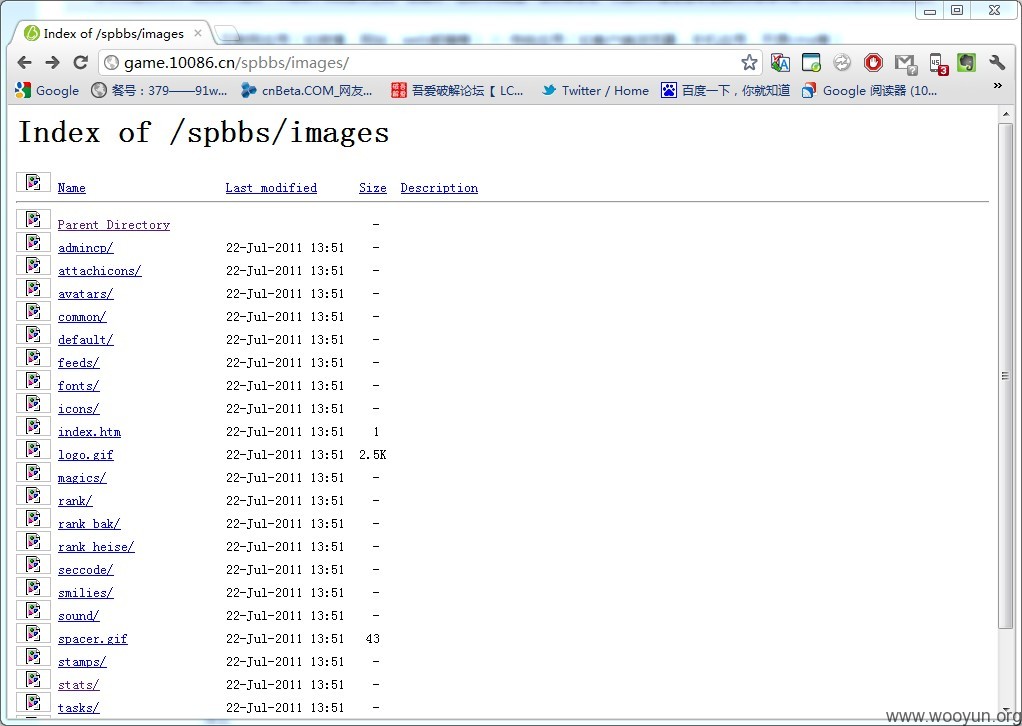 Index of /spbbs/images
game.10086.cn/spbbs/images/
3
Google 餐号：379——91w... cnBeta.COM_网友... 吾爱破解论坛【 LC... Twitter / Home 百度一下，你就知道 Google 阅读器 (10... »
Index of /spbbs/images
Name Last modified Size Description
Parent Directory -
admincp/ 22-Jul-2011 13:51 -
attachicons/ 22-Jul-2011 13:51 -
avatars/ 22-Jul-2011 13:51 -
common/ 22-Jul-2011 13:51 -
default/ 22-Jul-2011 13:51 -
feeds/ 22-Jul-2011 13:51 -
fonts/ 22-Jul-2011 13:51 -
icons/ 22-Jul-2011 13:51 -
index.htm 22-Jul-2011 13:51 1
logo.gif 22-Jul-2011 13:51 2.5K
magics/ 22-Jul-2011 13:51 -
rank/ 22-Jul-2011 13:51 -
rank_bak/ 22-Jul-2011 13:51 -
rank_heise/ 22-Jul-2011 13:51 -
seccode/ 22-Jul-2011 13:51 -
smilies/ 22-Jul-2011 13:51 -
sound/ 22-Jul-2011 13:51 -
spacer.gif 22-Jul-2011 13:51 43
stamps/ 22-Jul-2011 13:51 -
stats/ 22-Jul-2011 13:51 -
tasks/ 22-Jul-2011 13:51 -
www.wooyun.org